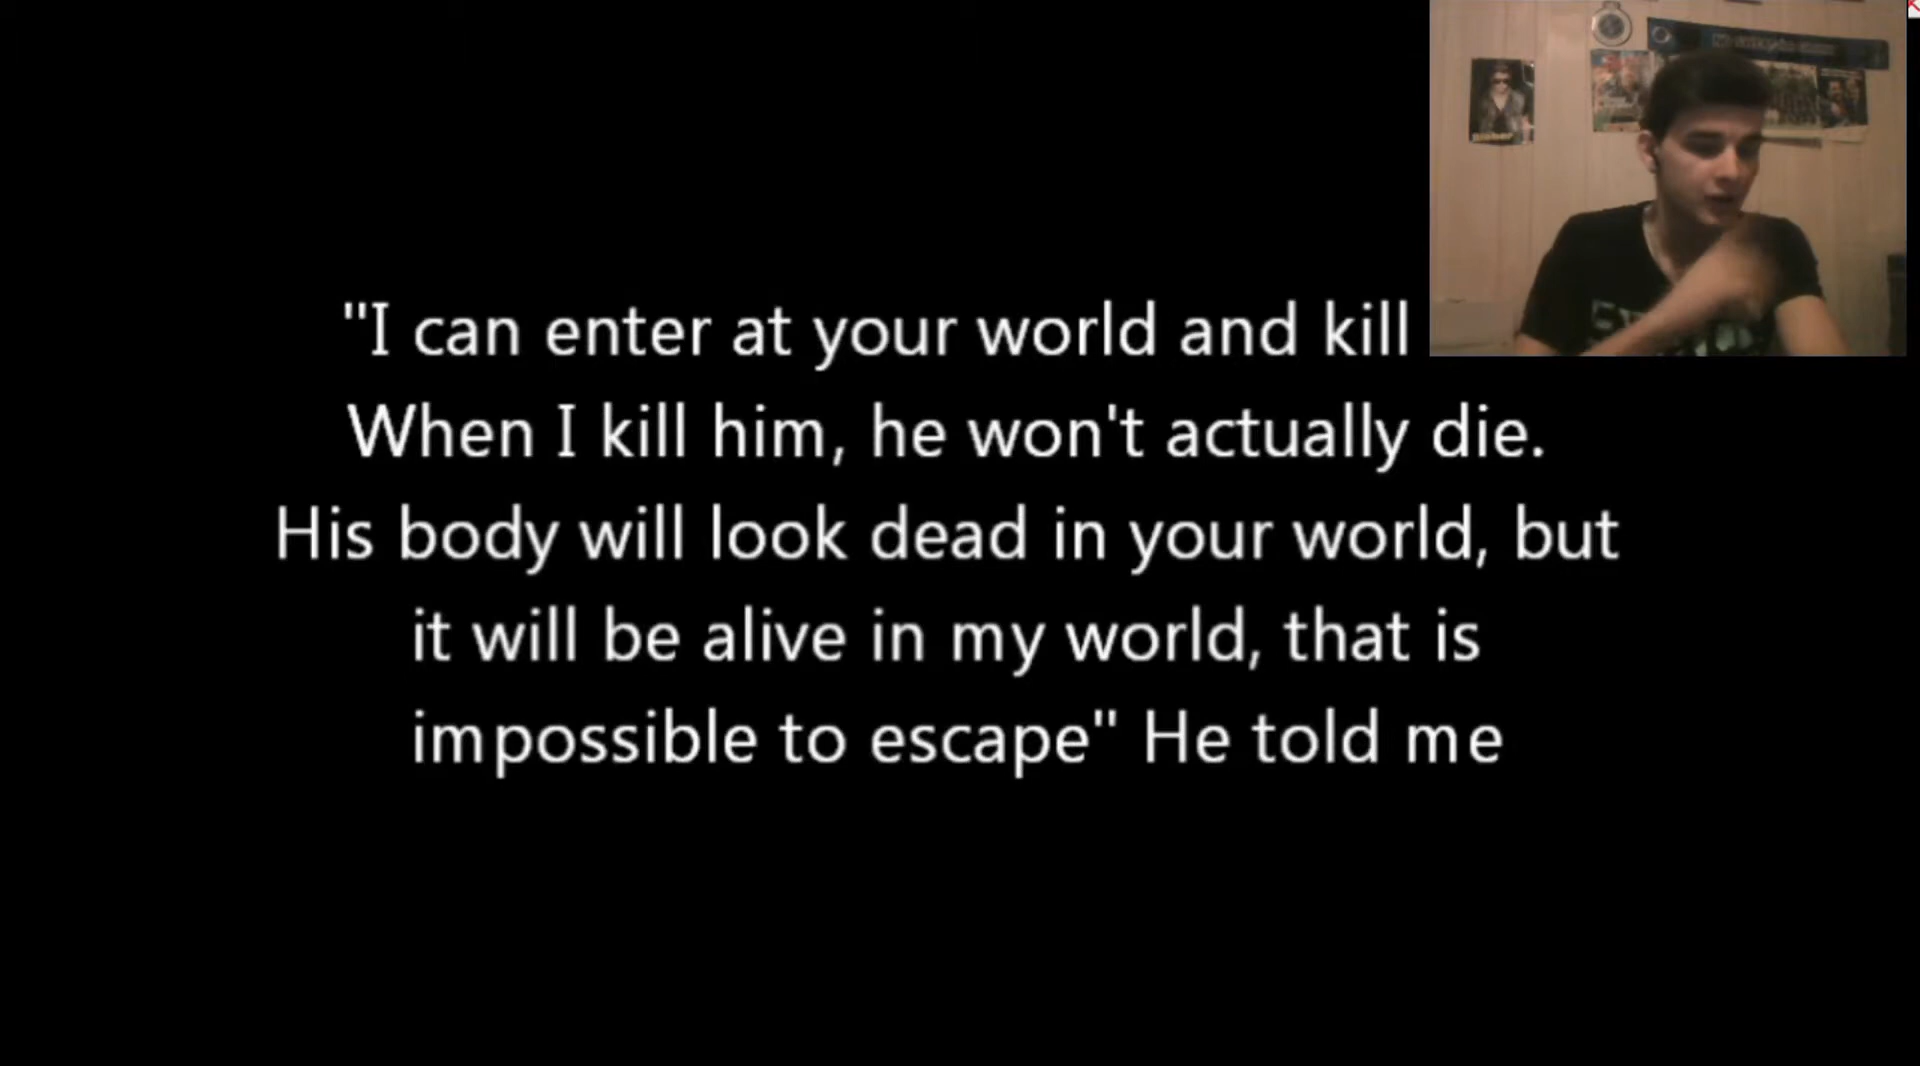 "I can enter at your world and kill
When I kill him, he won't actually die.
His body will look dead in your world, but
it will be alive in my world, that is
impossible to escape" He told me